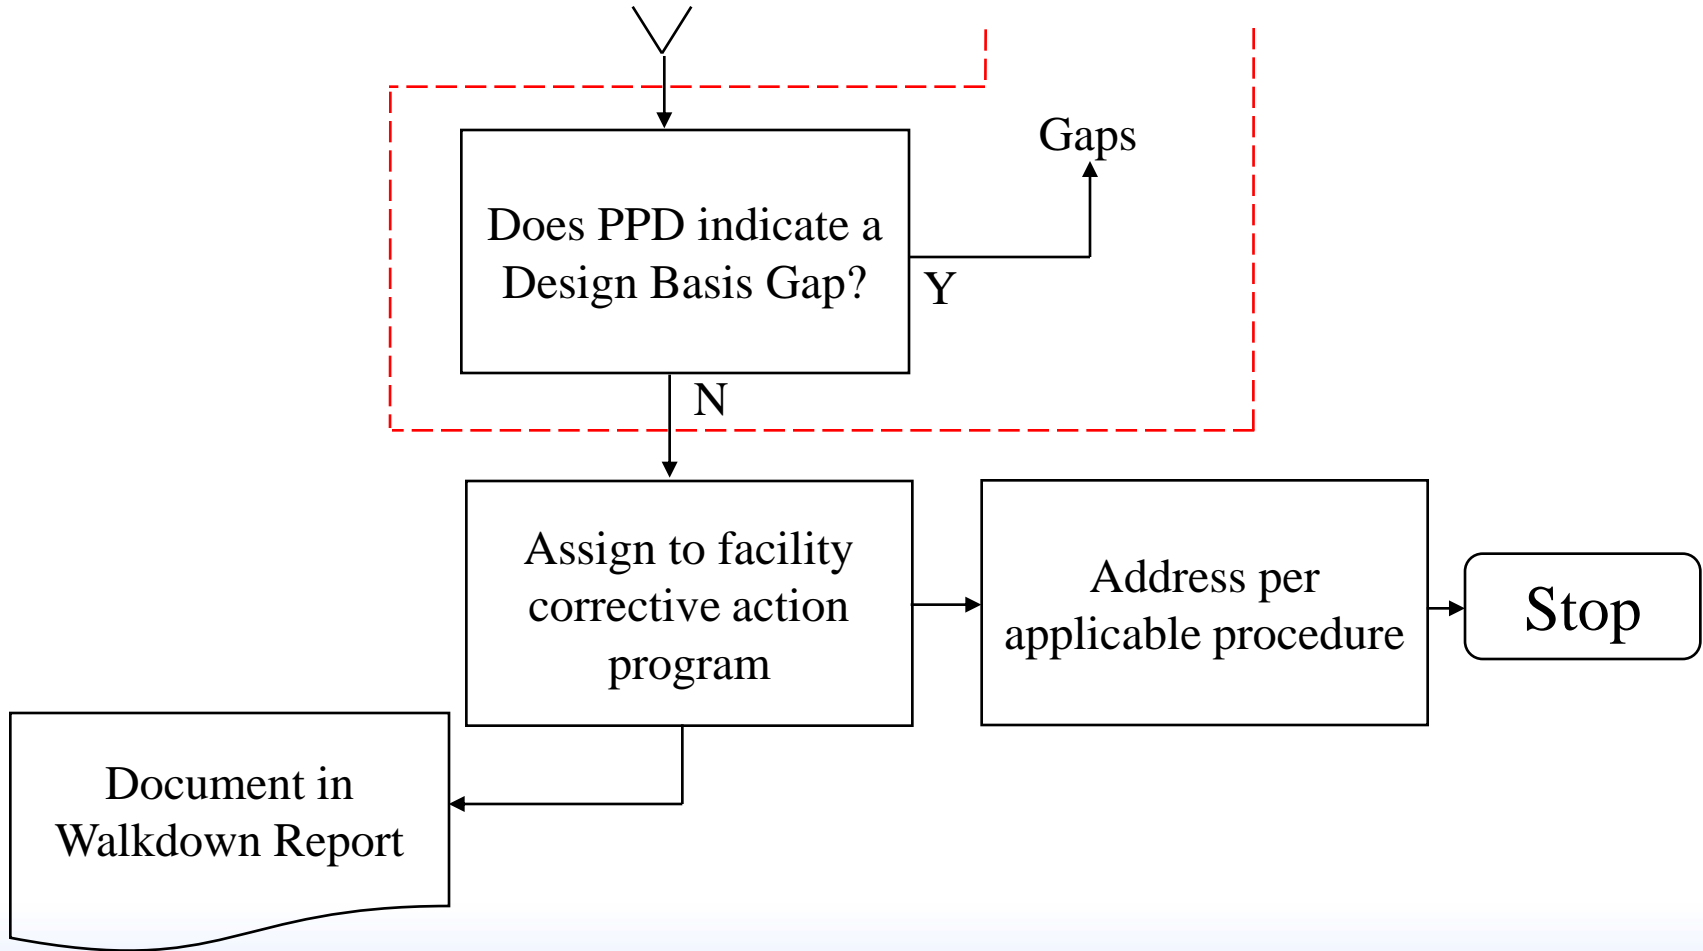 Gaps
Does PPD indicate a
Design Basis Gap?
Y
N
Assign to facility
corrective action
program
Address per
applicable procedure
Stop
Document in
Walkdown Report